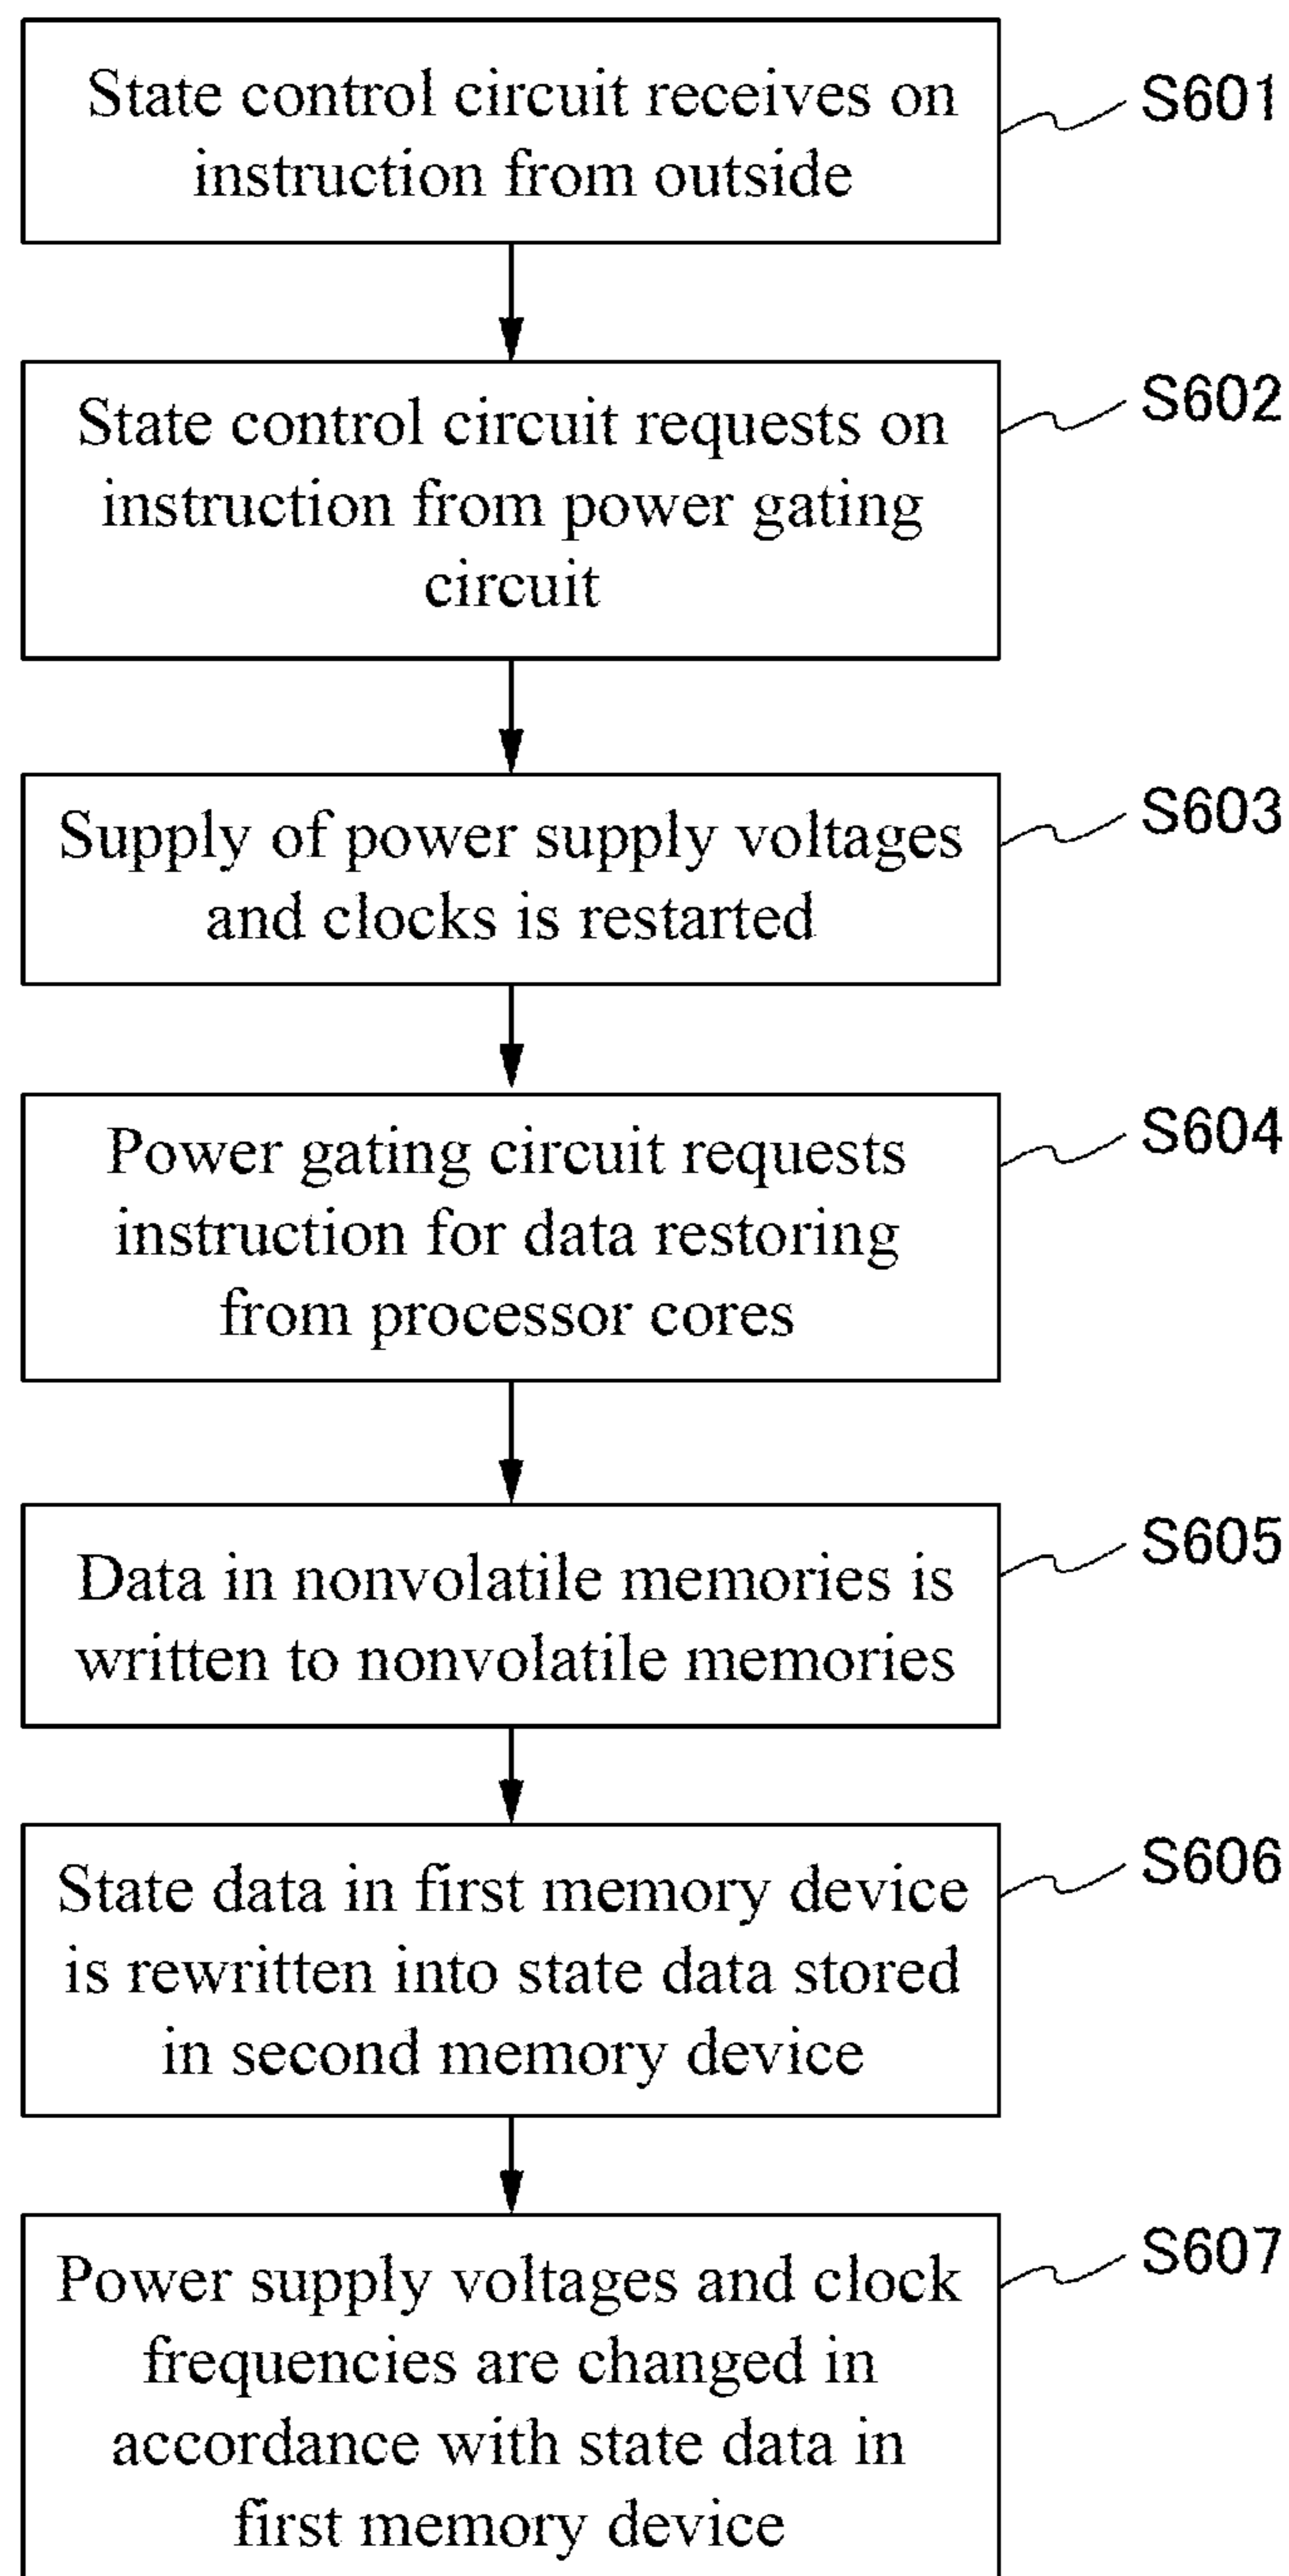 State control circuit receives on
instruction from outside
S601
State control circuit requests on
instruction from power gating
circuit
S602
Supply of power supply voltages
and clocks is restarted
S603
Power gating circuit requests
instruction for data restoring
from processor cores
S604
Data in nonvolatile memories is
written to nonvolatile memories
S605
State data in first memory device
is rewritten into state data stored
in second memory device
S606
Power supply voltages and clock
frequencies are changed in
accordance with state data in
first memory device
S607